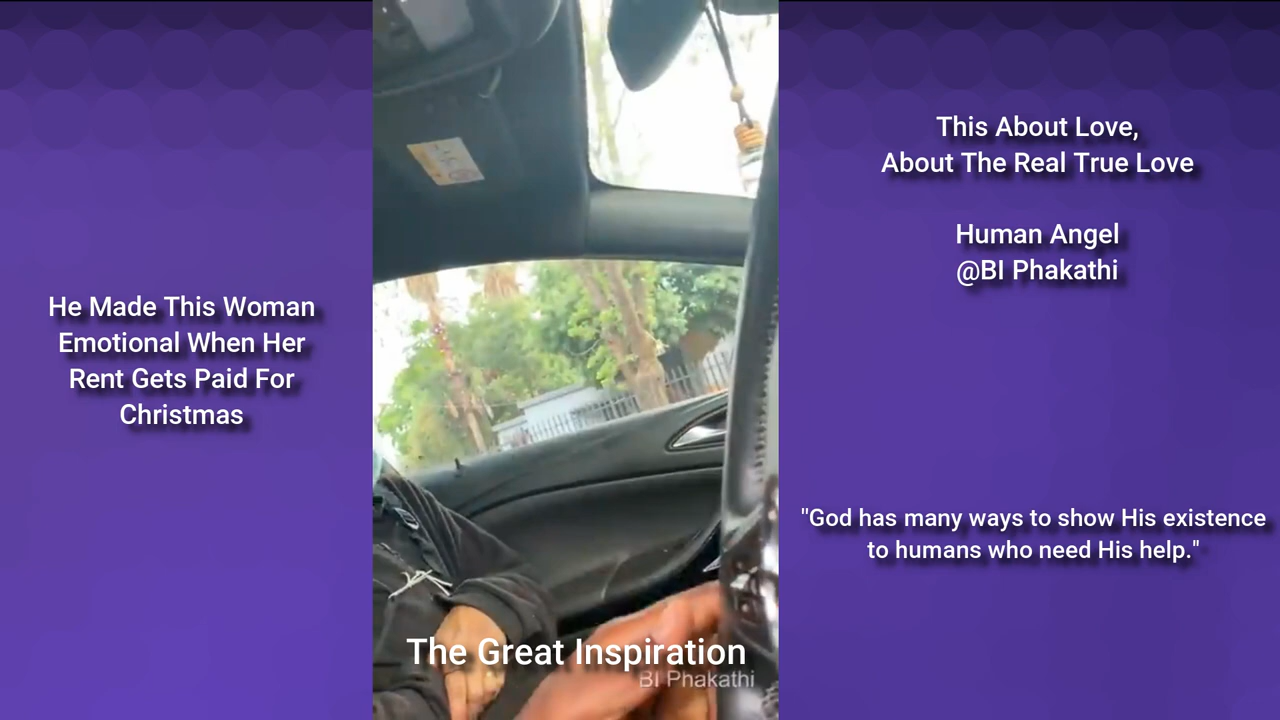 He Made This Woman
Emotional When Her
Rent Gets Paid For
Christmas
The Great Inspiration
BI Phakathi
This About Love,
About The Real True Love
Human Angel
@BI Phakathi
"God has many ways to show His existence
to humans who need His help."